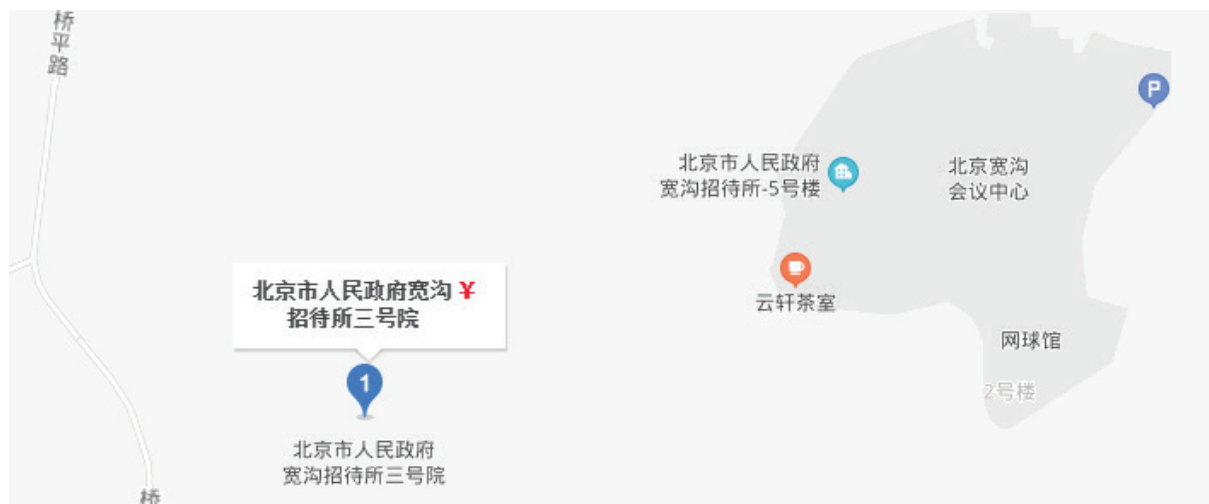 桥平路
P
北京市人民政府
宽沟招待所-5号楼
北京宽沟
会议中心
云轩茶室
北京市人民政府宽沟 ¥
招待所三号院
网球馆
1
2号楼
北京市人民政府
宽沟招待所三号院
桥